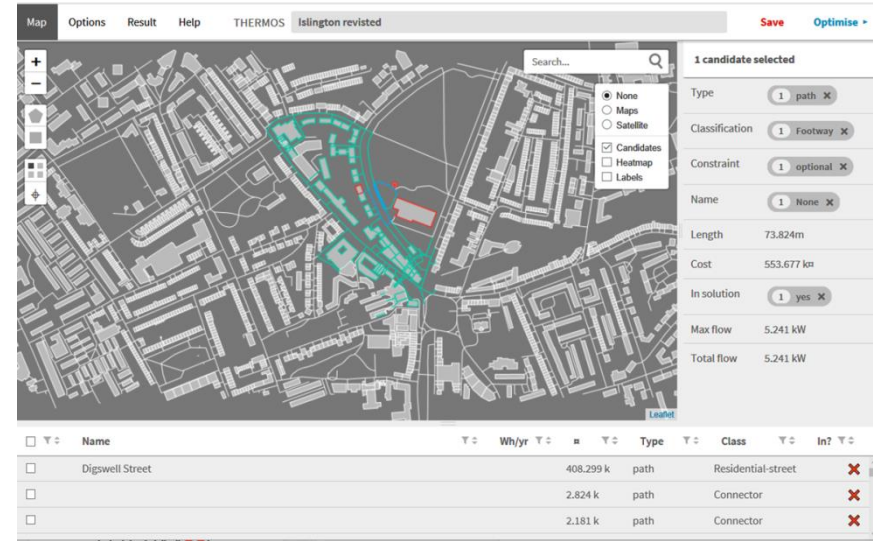 Map Options Result Help THERMOS Islington revisted Save Optimise ▸
+
−
Search...
None
Maps
Satellite
Candidates
Heatmap
Labels
Leaflet
1 candidate selected
Type 1 path ✖
Classification 1 Footway ✖
Constraint 1 optional ✖
Name 1 None ✖
Length 73.824m
Cost 553.677 k¤
In solution 1 yes ✖
Max flow 5.241 kW
Total flow 5.241 kW
Name Wh/yr ¤ Type Class In?
Digswell Street 408.299 k path Residential-street ✖
2.824 k path Connector ✖
2.181 k path Connector ✖